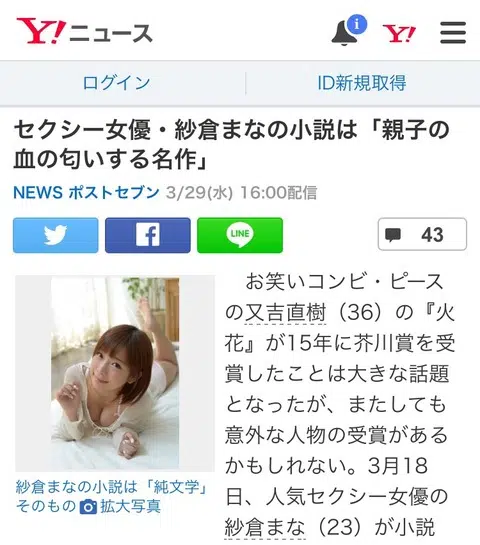 Y!ニュース
i
Y!
ログイン
ID新規取得
セクシー女優・紗倉まなの小説は「親子の
血の匂いする名作」
NEWS ポストセブン 3/29(水) 16:00配信
LINE
43
お笑いコンビ・ピース
の又吉直樹（36）の『火
花』が15年に芥川賞を受
賞したことは大きな話題
となったが、またしても
意外な人物の受賞がある
かもしれない。3月18
日、人気セクシー女優の
紗倉まな（23）が小説
紗倉まなの小説は「純文学」
そのもの 拡大写真